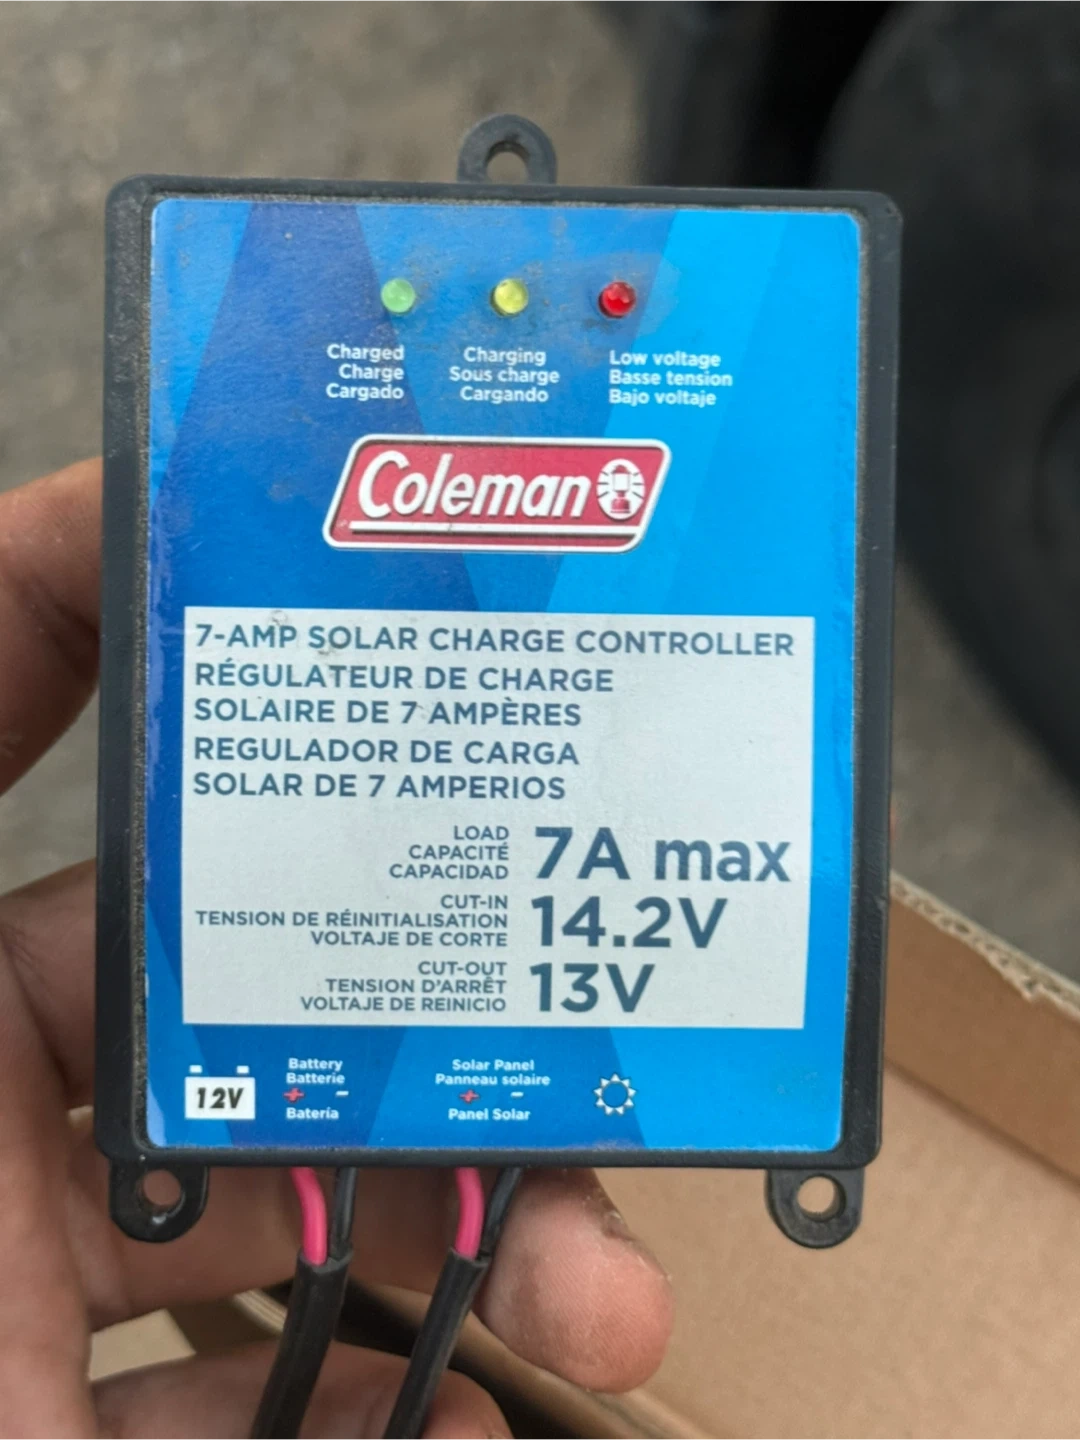 Charged
Charge
Cargado
Charging
Sous charge
Cargando
Low voltage
Basse tension
Bajo voltaje
Coleman
7-AMP SOLAR CHARGE CONTROLLER
RÉGULATEUR DE CHARGE
SOLAIRE DE 7 AMPÈRES
REGULADOR DE CARGA
SOLAR DE 7 AMPERIOS
LOAD
CAPACITÉ
CAPACIDAD
7A max
CUT-IN
TENSION DE RÉINITIALISATION
VOLTAJE DE CORTE
14.2V
CUT-OUT
TENSION D'ARRÊT
VOLTAJE DE REINICIO
13V
12V
Battery
Batterie
+ -
Batería
Solar Panel
Panneau solaire
+ -
Panel Solar